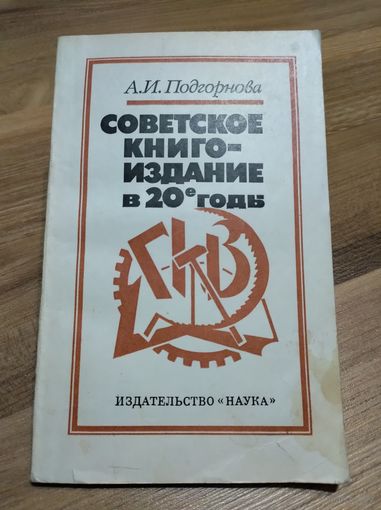 А.И. Подгорнова
СОВЕТСКОЕ
КНИГО-
ИЗДАНИЕ
В 20е ГОДЫ
ГИЗ
ИЗДАТЕЛЬСТВО «НАУКА»